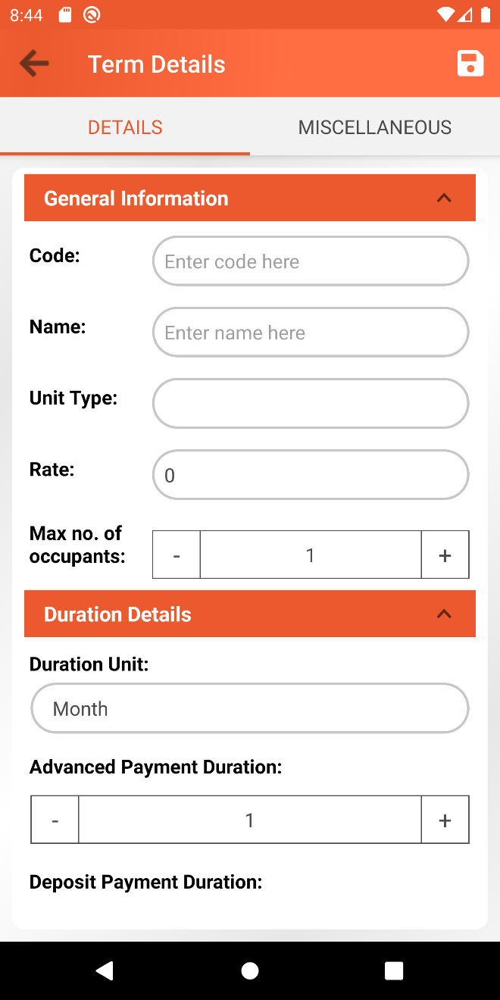 8:44
Term Details
DETAILS
MISCELLANEOUS
General Information
Code:
Enter code here
Name:
Enter name here
Unit Type:
Rate:
0
Max no. of
occupants:
-
1
+
Duration Details
Duration Unit:
Month
Advanced Payment Duration:
-
1
+
Deposit Payment Duration: